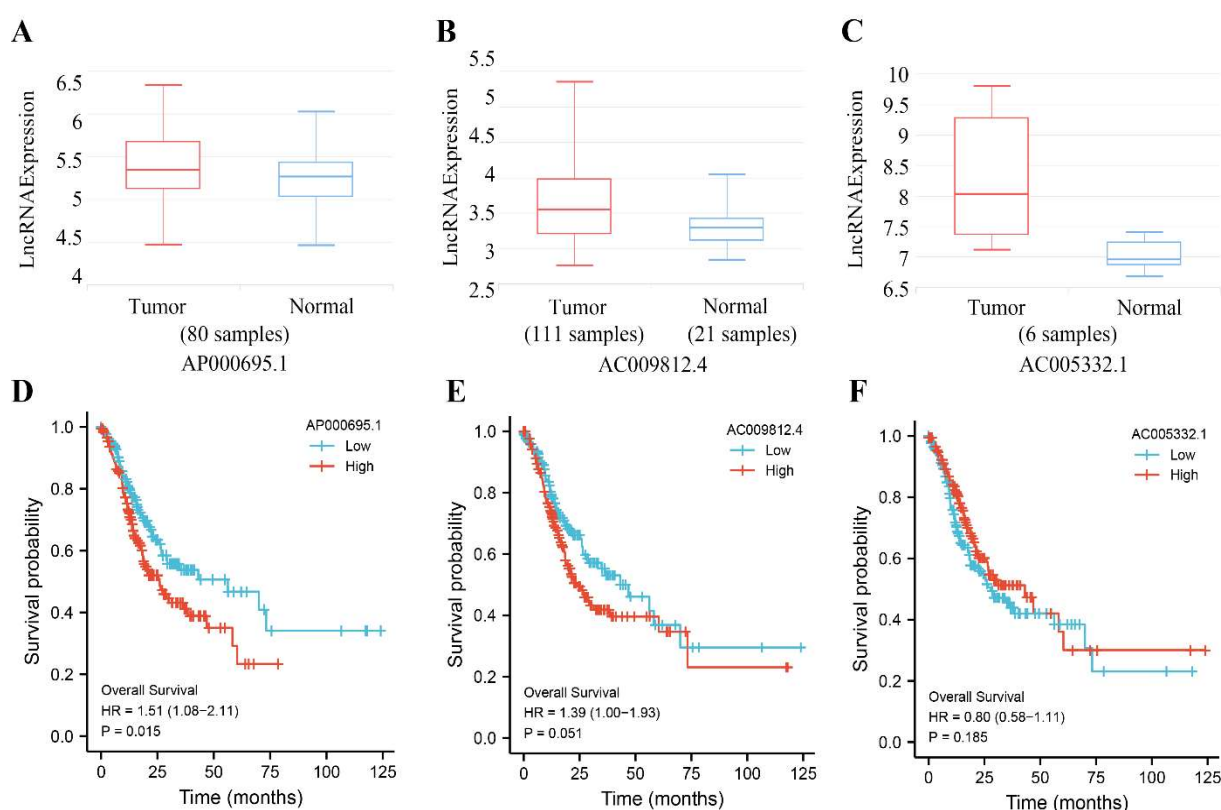 A
LncRNAExpression
6.5
6
5.5
5
4.5
4
Tumor
Normal
(80 samples)
AP000695.1
B
LncRNAExpression
5.5
5
4.5
4
3.5
3
2.5
Tumor
Normal
(111 samples)
(21 samples)
AC009812.4
C
LncRNAExpression
10
9.5
9
8.5
8
7.5
7
6.5
Tumor
Normal
(6 samples)
AC005332.1
D
AP000695.1
Low
High
Survival probability
1.0
0.8
0.6
0.4
0.2
0.0
Overall Survival
HR = 1.51 (1.08−2.11)
P = 0.015
0 25 50 75 100 125
Time (months)
E
AC009812.4
Low
High
Survival probability
1.0
0.8
0.6
0.4
0.2
0.0
Overall Survival
HR = 1.39 (1.00−1.93)
P = 0.051
0 25 50 75 100 125
Time (months)
F
AC005332.1
Low
High
Survival probability
1.0
0.8
0.6
0.4
0.2
0.0
Overall Survival
HR = 0.80 (0.58−1.11)
P = 0.185
0 25 50 75 100 125
Time (months)